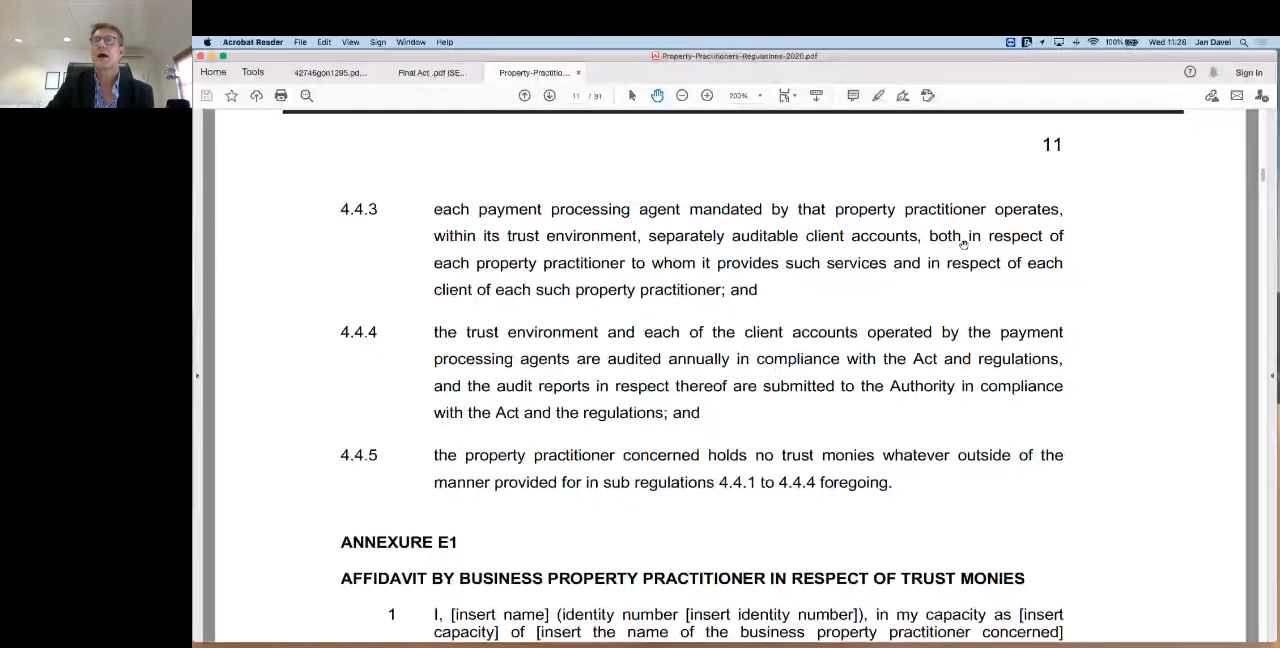 Acrobat Reader File Edit View Sign Window Help 100% Wed 11:26 Jan Davel
Property-Practitioners-Regulations-2020.pdf
Home Tools 42746gon1295.pd... Final Act .pdf (SE... Property-Practitio... × Sign In
11 / 91 200%
11
4.4.3 each payment processing agent mandated by that property practitioner operates,
within its trust environment, separately auditable client accounts, both in respect of
each property practitioner to whom it provides such services and in respect of each
client of each such property practitioner; and
4.4.4 the trust environment and each of the client accounts operated by the payment
processing agents are audited annually in compliance with the Act and regulations,
and the audit reports in respect thereof are submitted to the Authority in compliance
with the Act and the regulations; and
4.4.5 the property practitioner concerned holds no trust monies whatever outside of the
manner provided for in sub regulations 4.4.1 to 4.4.4 foregoing.
ANNEXURE E1
AFFIDAVIT BY BUSINESS PROPERTY PRACTITIONER IN RESPECT OF TRUST MONIES
1 I, [insert name] (identity number [insert identity number]), in my capacity as [insert
capacity] of [insert the name of the business property practitioner concerned]